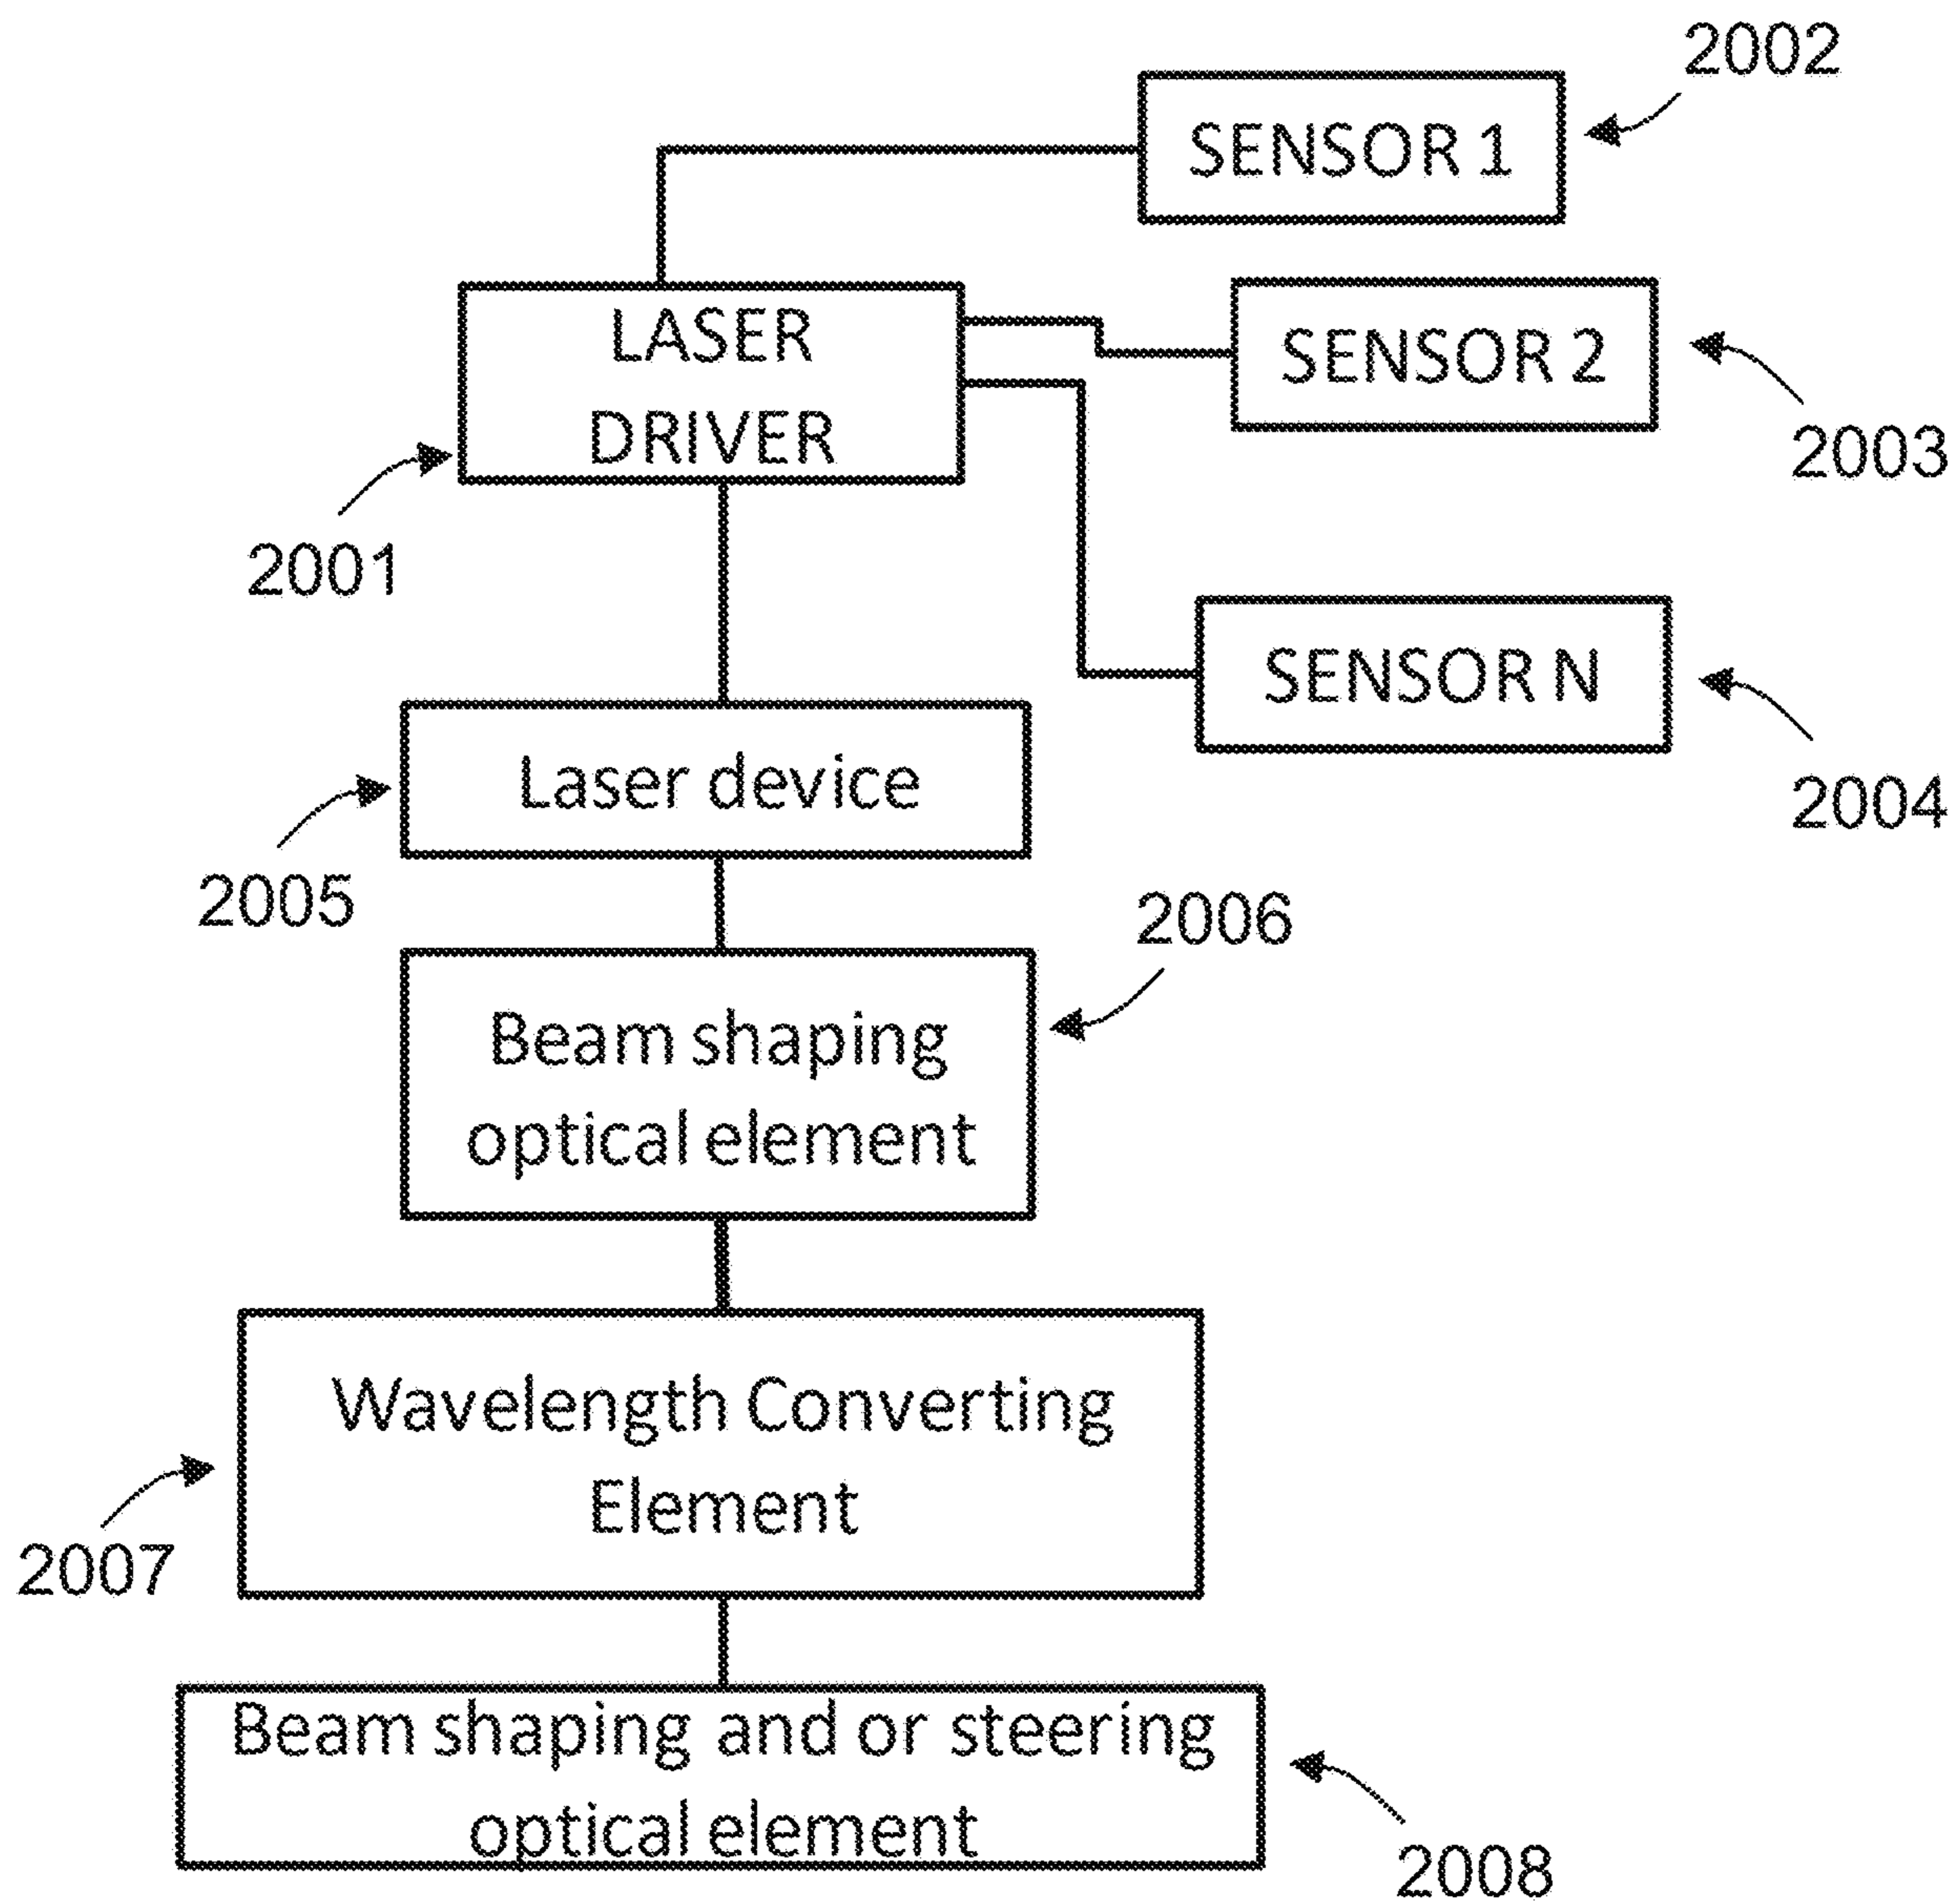 2002
SENSOR 1
LASER
DRIVER
SENSOR 2
2003
2001
SENSOR N
2004
Laser device
2005
2006
Beam shaping
optical element
Wavelength Converting
Element
2007
Beam shaping and or steering
optical element
2008